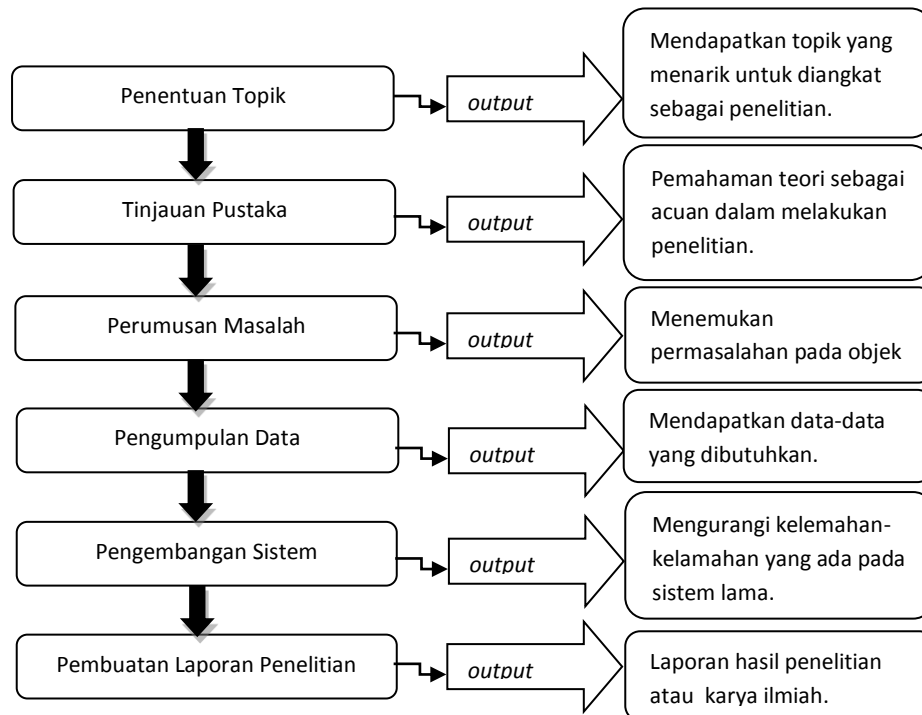 Penentuan Topik
output
Mendapatkan topik yang
menarik untuk diangkat
sebagai penelitian.
Tinjauan Pustaka
output
Pemahaman teori sebagai
acuan dalam melakukan
penelitian.
Perumusan Masalah
output
Menemukan
permasalahan pada objek
Pengumpulan Data
output
Mendapatkan data-data
yang dibutuhkan.
Pengembangan Sistem
output
Mengurangi kelemahan-
kelamahan yang ada pada
sistem lama.
Pembuatan Laporan Penelitian
output
Laporan hasil penelitian
atau karya ilmiah.